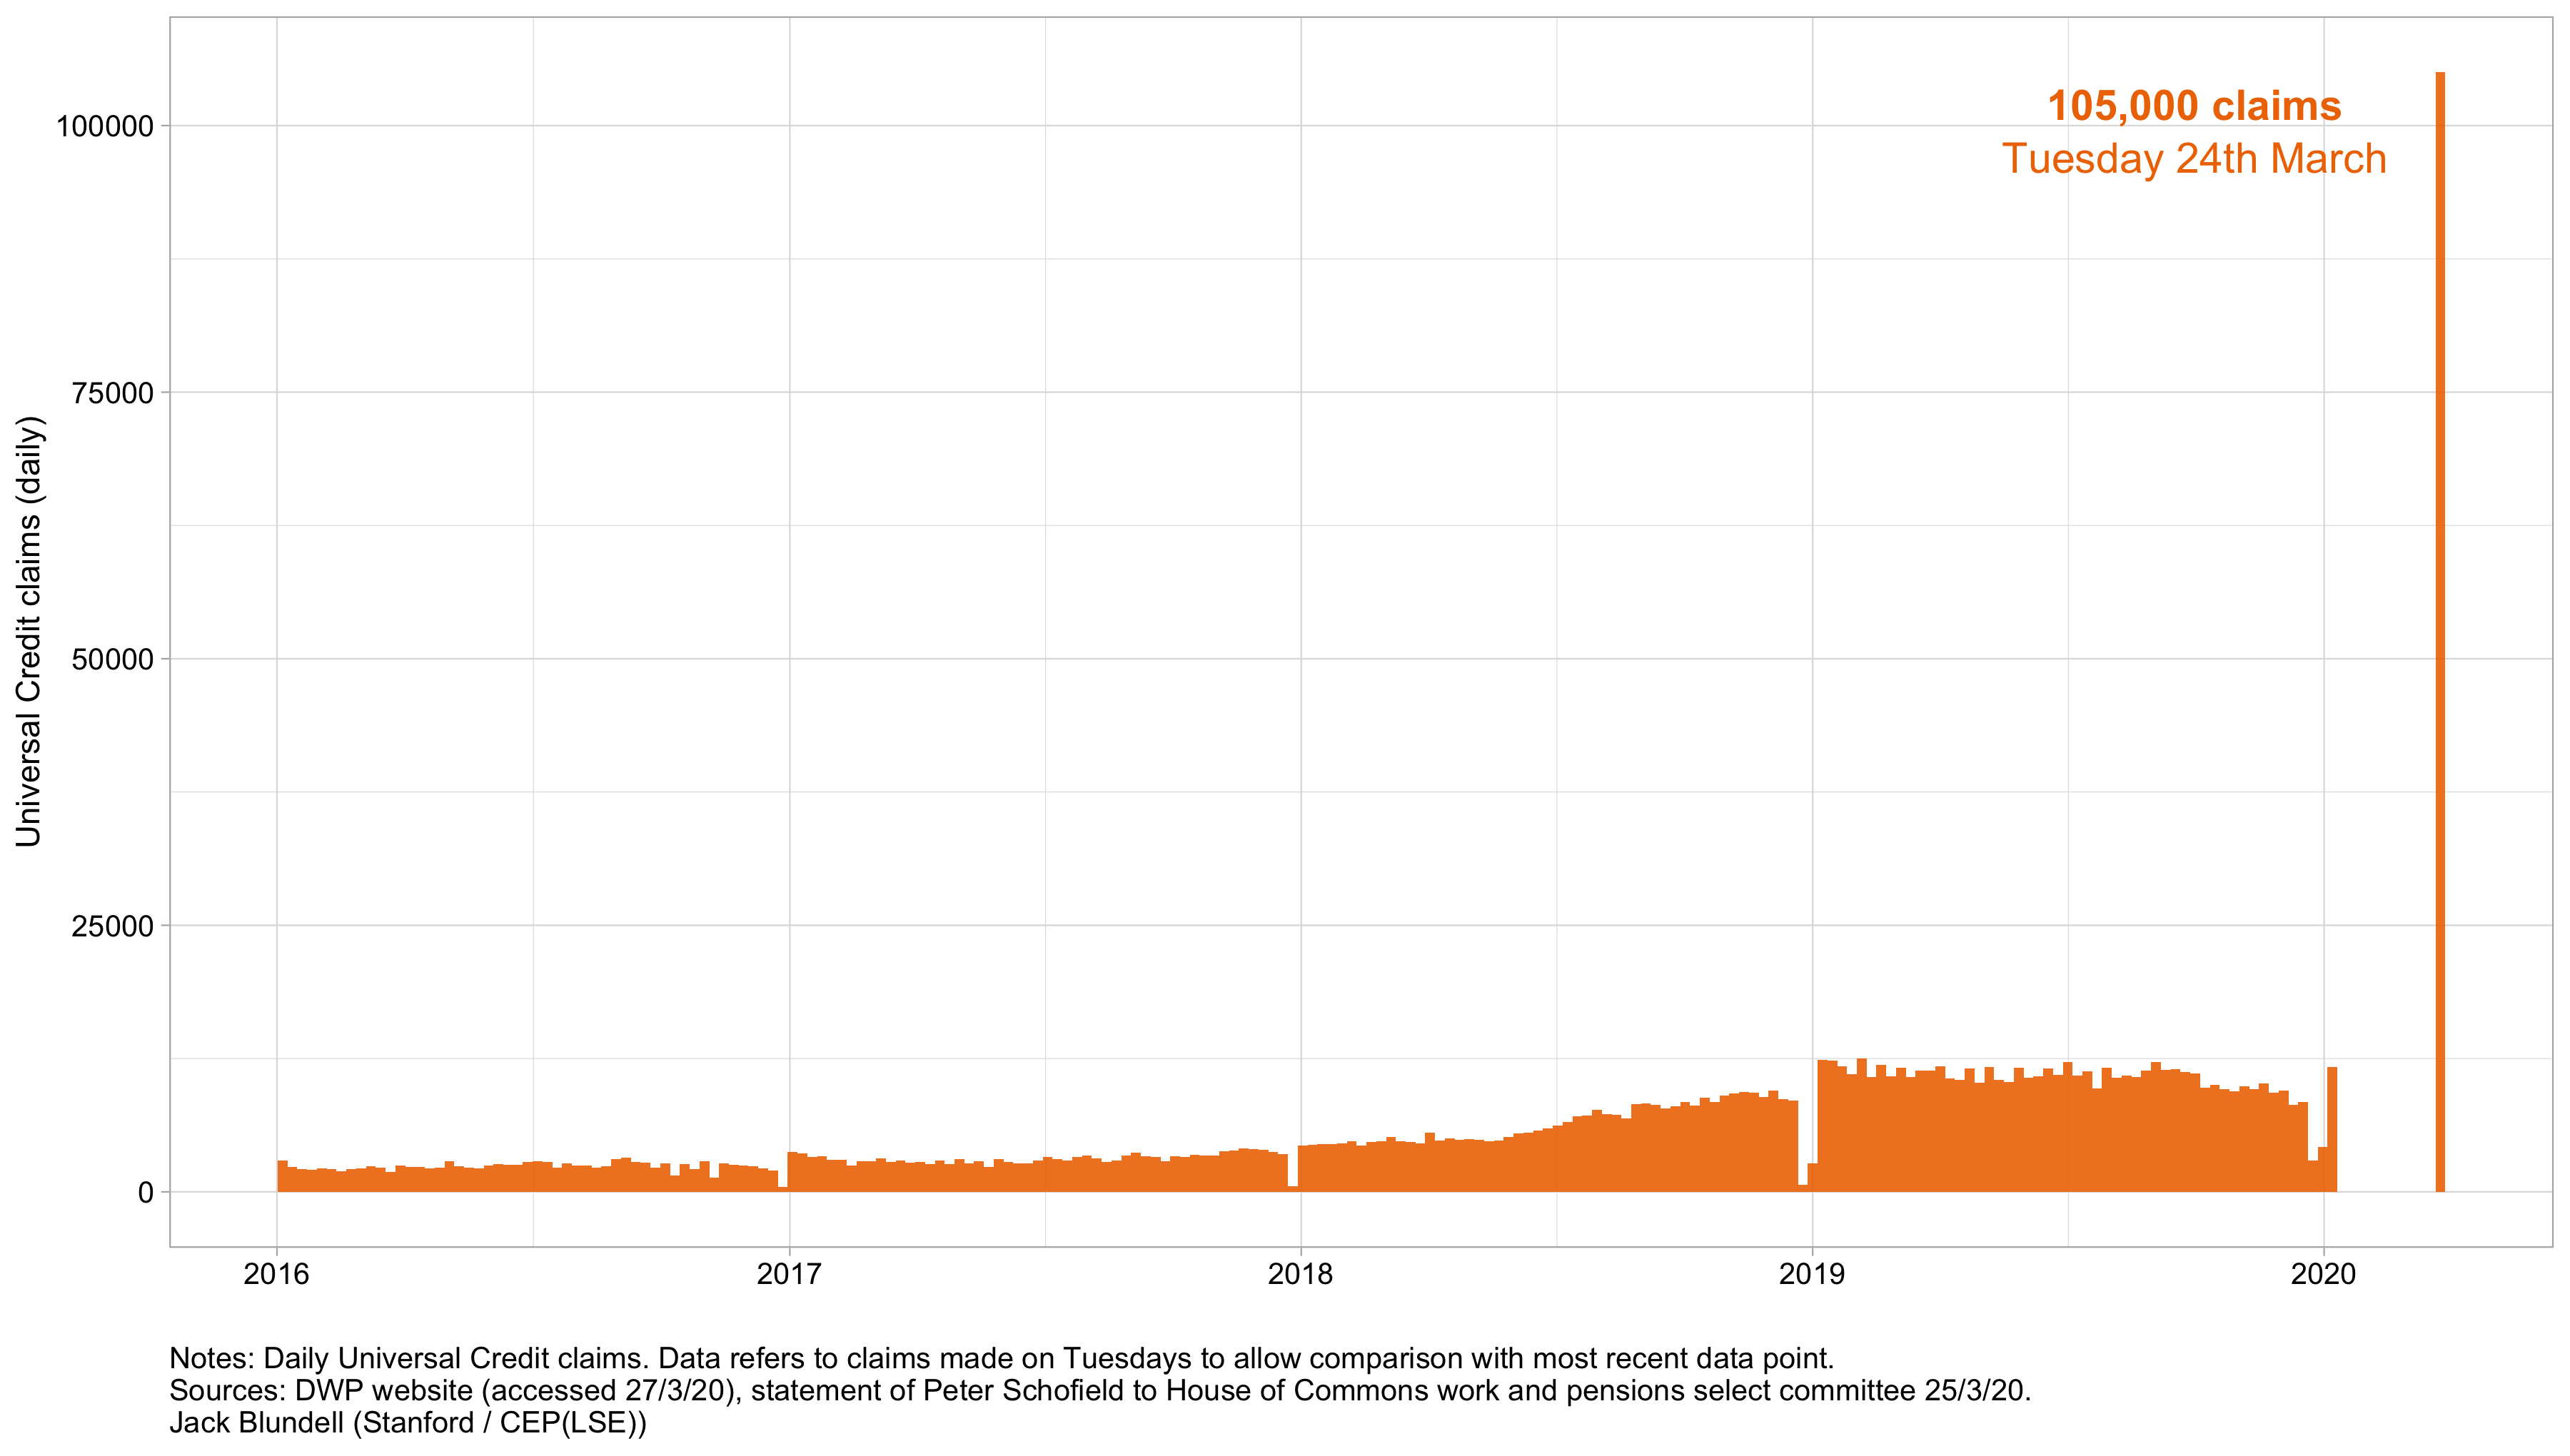 105,000 claims
Tuesday 24th March
Universal Credit claims (daily)
100000
75000
50000
25000
0
2016
2017
2018
2019
2020
Notes: Daily Universal Credit claims. Data refers to claims made on Tuesdays to allow comparison with most recent data point.
Sources: DWP website (accessed 27/3/20), statement of Peter Schofield to House of Commons work and pensions select committee 25/3/20.
Jack Blundell (Stanford / CEP(LSE))